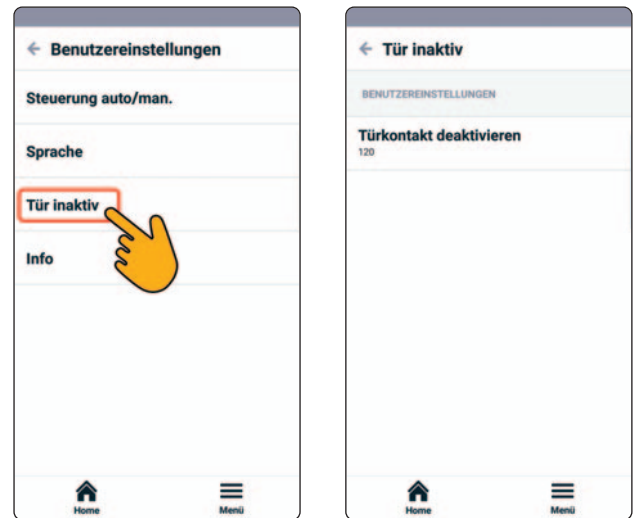 Benutzereinstellungen
Steuerung auto/man.
Sprache
Tür inaktiv
Info
Home Menü
Tür inaktiv
BENUTZEREINSTELLUNGEN
Türkontakt deaktivieren
120
Home Menü